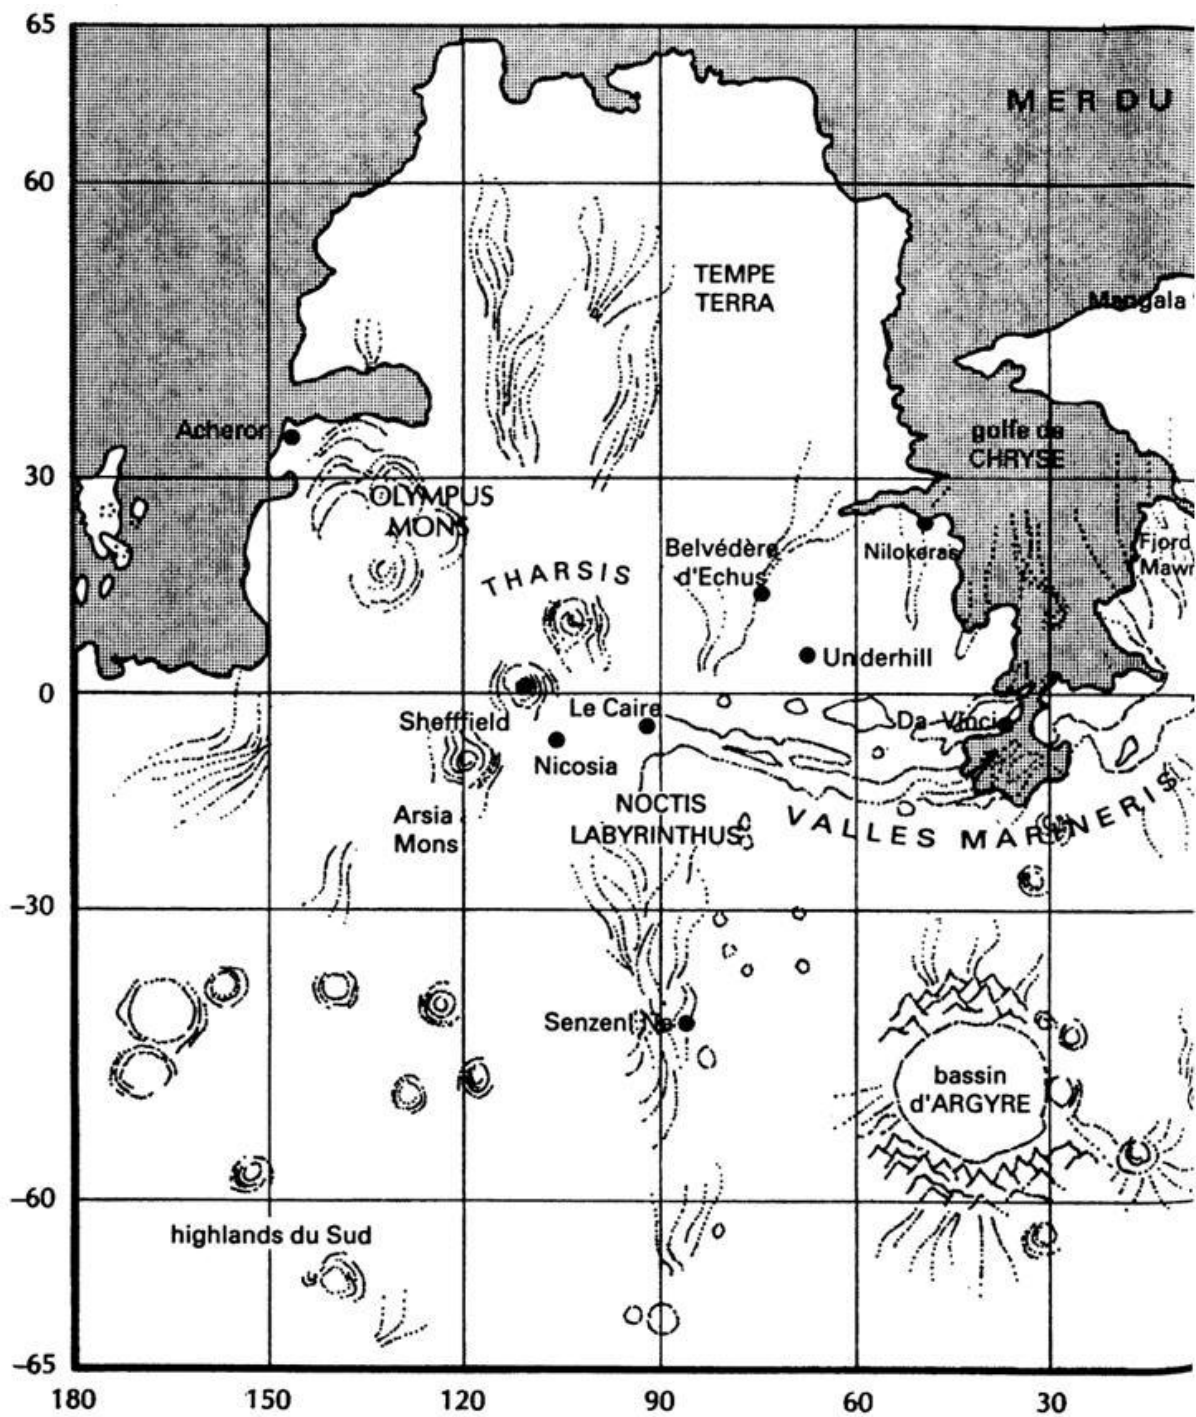 65
MER DU
60
TEMPE
TERRA
Mangala
Acheron
golfe de
CHRYSE
30
OLYMPUS
MONS
Belvédère
d'Echus
Nilokeras
Fjord
Mawr
THARSIS
Underhill
0
Le Caire
Shefffield
Da Vinci
Nicosia
NOCTIS
LABYRINTHUS
VALLES MARINERIS
Arsia
Mons
-30
Senzeni Na
bassin
d'ARGYRE
-60
highlands du Sud
-65
180 150 120 90 60 30